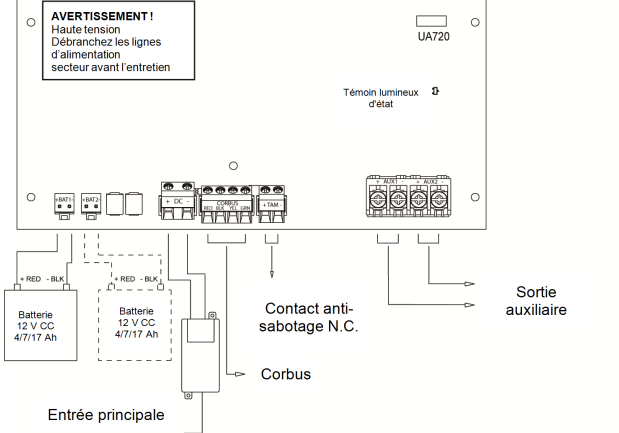 AVERTISSEMENT !
Haute tension
Débranchez les lignes
d'alimentation
secteur avant l'entretien
UA720
Témoin lumineux
d'état
+BAT1-
+BAT2-
+ DC -
CORBUS
RED BLK YEL GRN
+ TAM -
+ AUX1 - + AUX2 -
+ RED - BLK
+ RED - BLK
Batterie
12 V CC
4/7/17 Ah
Batterie
12 V CC
4/7/17 Ah
Contact anti-
sabotage N.C.
Sortie
auxiliaire
Corbus
Entrée principale